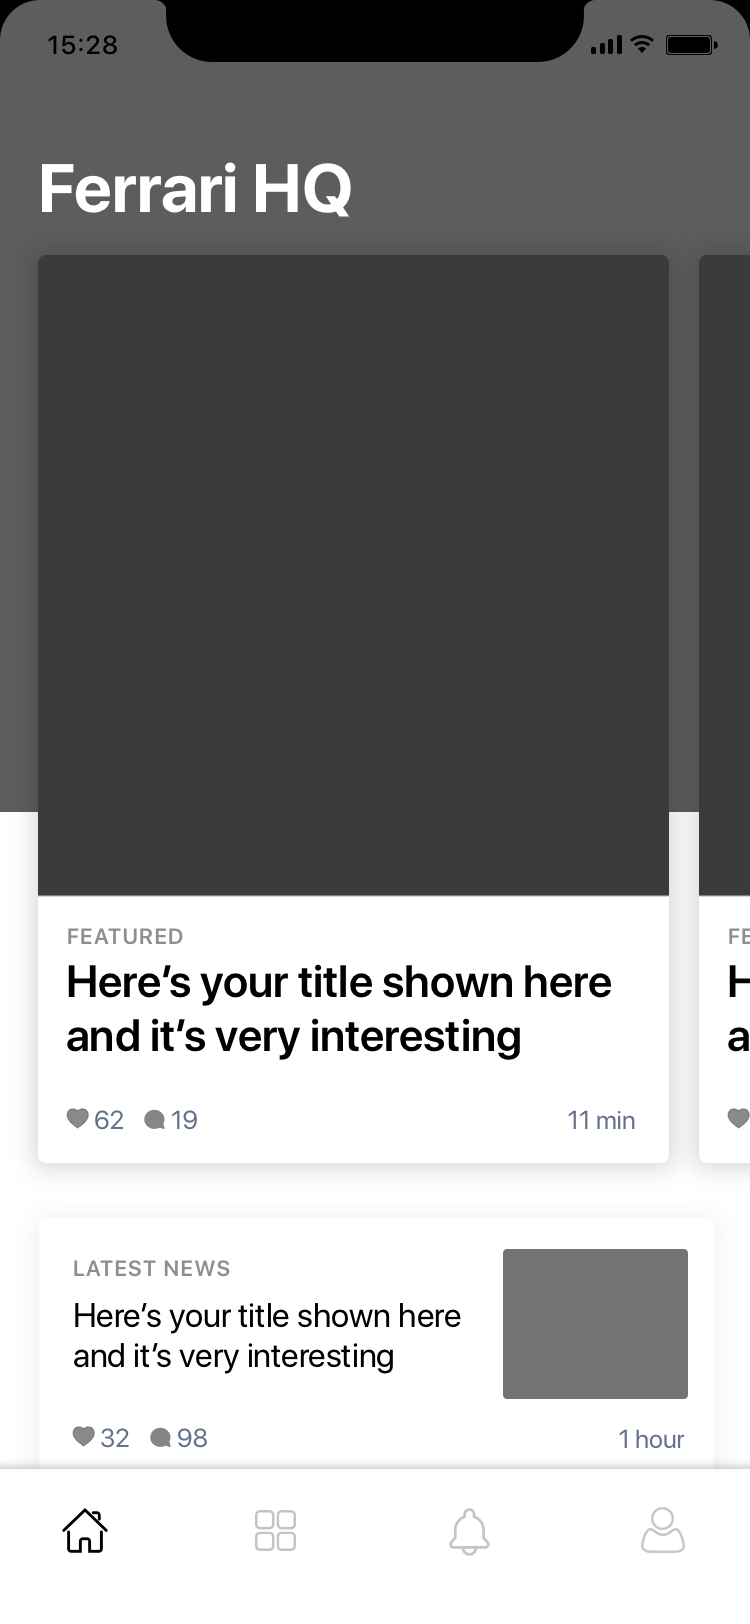 15:28
Ferrari HQ
FEATURED
Here’s your title shown here
and it’s very interesting
62 19 11 min
FE
H
a
LATEST NEWS
Here’s your title shown here
and it’s very interesting
32 98 1 hour